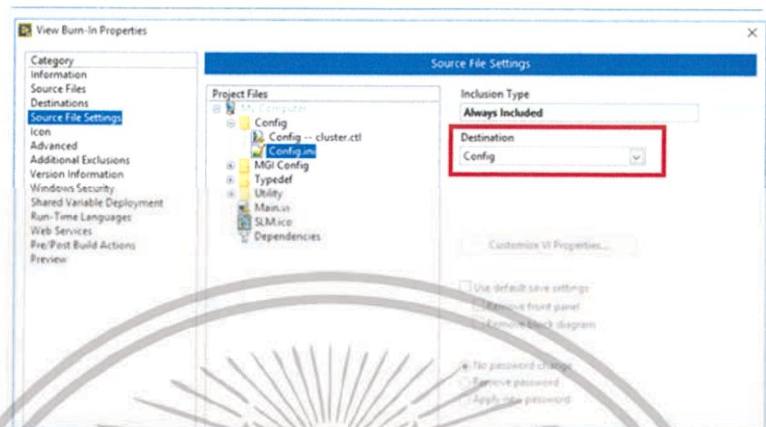 View Burn-In Properties
Category
Information
Source Files
Destinations
Source File Settings
Icon
Advanced
Additional Exclusions
Version Information
Windows Security
Shared Variable Deployment
Run-Time Languages
Web Services
Pre/Post Build Actions
Preview
Source File Settings
Project Files
My Computer
Config
Config -- cluster.ctl
Config.ini
MGI Config
Typedef
Utility
Main.vi
SLM.ico
Dependencies
Inclusion Type
Always Included
Destination
Config
Customize VI Properties...
Use default save settings
Remove front panel
Remove block diagram
No password change
Remove password
Apply new password